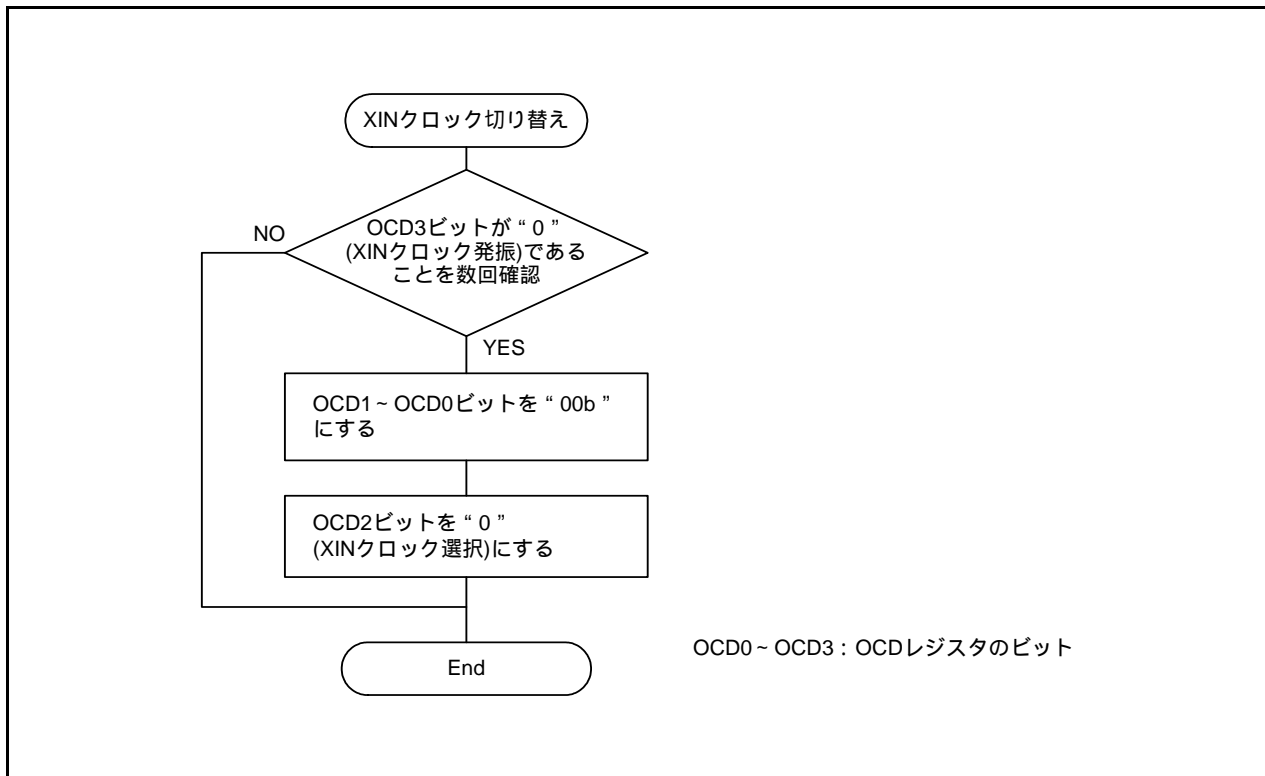 XINクロック切り替え
OCD3ビットが“0”
(XINクロック発振)である
ことを数回確認
NO
YES
OCD1~OCD0ビットを“00b”
にする
OCD2ビットを“0”
(XINクロック選択)にする
End
OCD0~OCD3:OCDレジスタのビット